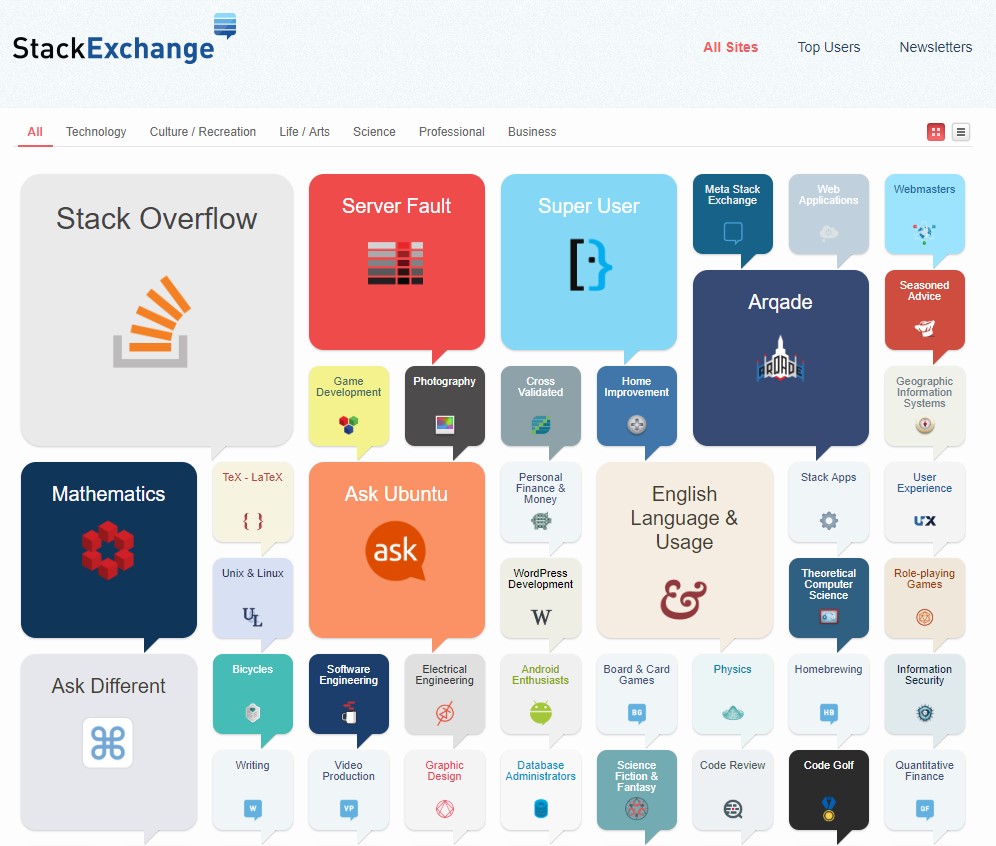 StackExchange
All Sites Top Users Newsletters
All Technology Culture / Recreation Life / Arts Science Professional Business
Stack Overflow
Server Fault
Super User
Meta Stack
Exchange
Web
Applications
Webmasters
Arqade
ARQADE
Seasoned
Advice
Game
Development
Photography
Cross
Validated
Home
Improvement
Geographic
Information
Systems
Mathematics
TeX - LaTeX
{ }
Ask Ubuntu
ask
Personal
Finance &
Money
English
Language &
Usage
&
Stack Apps
User
Experience
UX
Unix & Linux
UL
WordPress
Development
W
Theoretical
Computer
Science
Role-playing
Games
Ask Different
⌘
Bicycles
Software
Engineering
Electrical
Engineering
Android
Enthusiasts
Board & Card
Games
BG
Physics
Homebrewing
HB
Information
Security
Writing
W
Video
Production
VP
Graphic
Design
Database
Administrators
Science
Fiction &
Fantasy
Code Review
Code Golf
Quantitative
Finance
QF